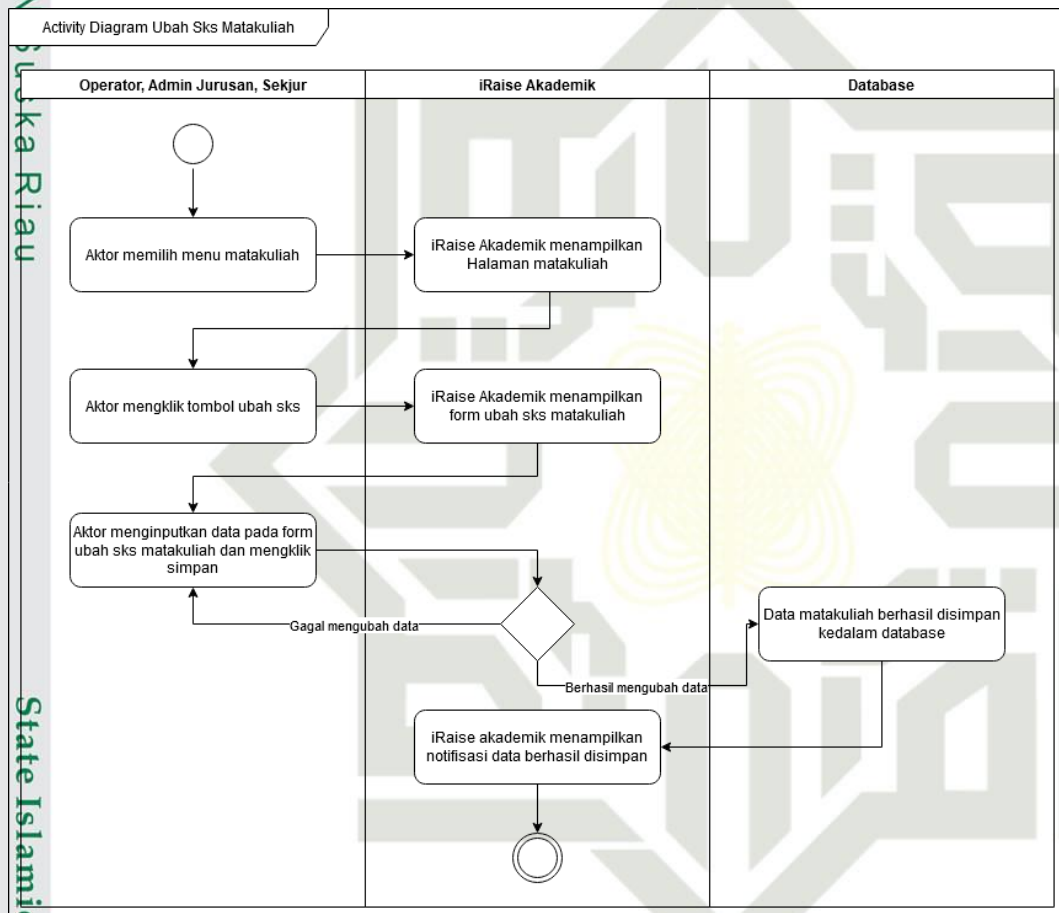 Activity Diagram Ubah Sks Matakuliah
Operator, Admin Jurusan, Sekjur
iRaise Akademik
Database
Aktor memilih menu matakuliah
iRaise Akademik menampilkan
Halaman matakuliah
Aktor mengklik tombol ubah sks
iRaise Akademik menampilkan
form ubah sks matakuliah
Aktor menginputkan data pada form
ubah sks matakuliah dan mengklik
simpan
Gagal mengubah data
Berhasil mengubah data
Data matakuliah berhasil disimpan
kedalam database
iRaise akademik menampilkan
notifisasi data berhasil disimpan
Suska Riau
State Islamic